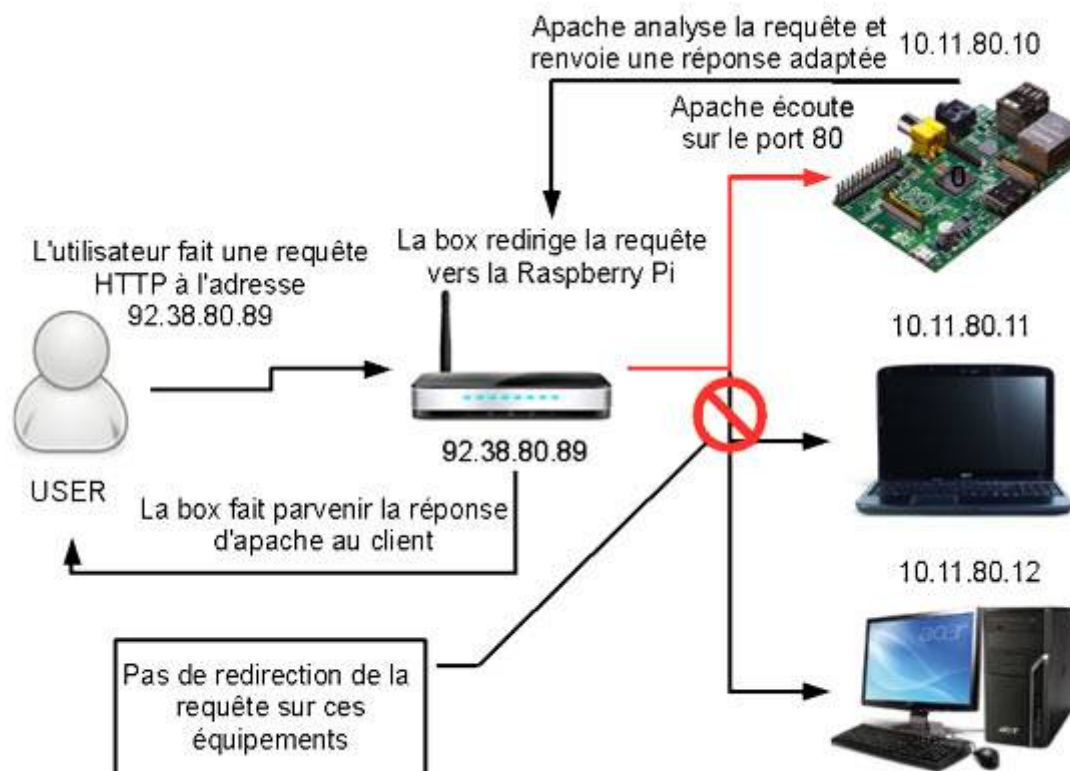 Apache analyse la requête et
renvoie une réponse adaptée
10.11.80.10
Apache écoute
sur le port 80
0
L'utilisateur fait une requête
HTTP à l'adresse
92.38.80.89
La box redirige la requête
vers la Raspberry Pi
10.11.80.11
92.38.80.89
USER
La box fait parvenir la réponse
d'apache au client
10.11.80.12
acer
acer
Pas de redirection de la
requête sur ces
équipements